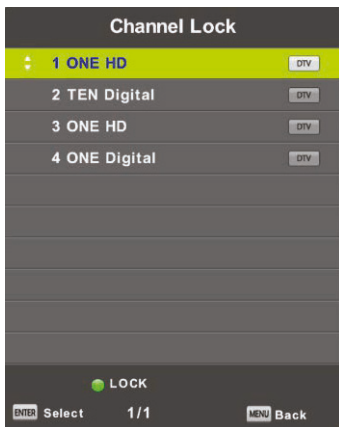 Channel Lock
1 ONE HD DTV
2 TEN Digital DTV
3 ONE HD DTV
4 ONE Digital DTV
LOCK
ENTER Select 1/1 MENU Back